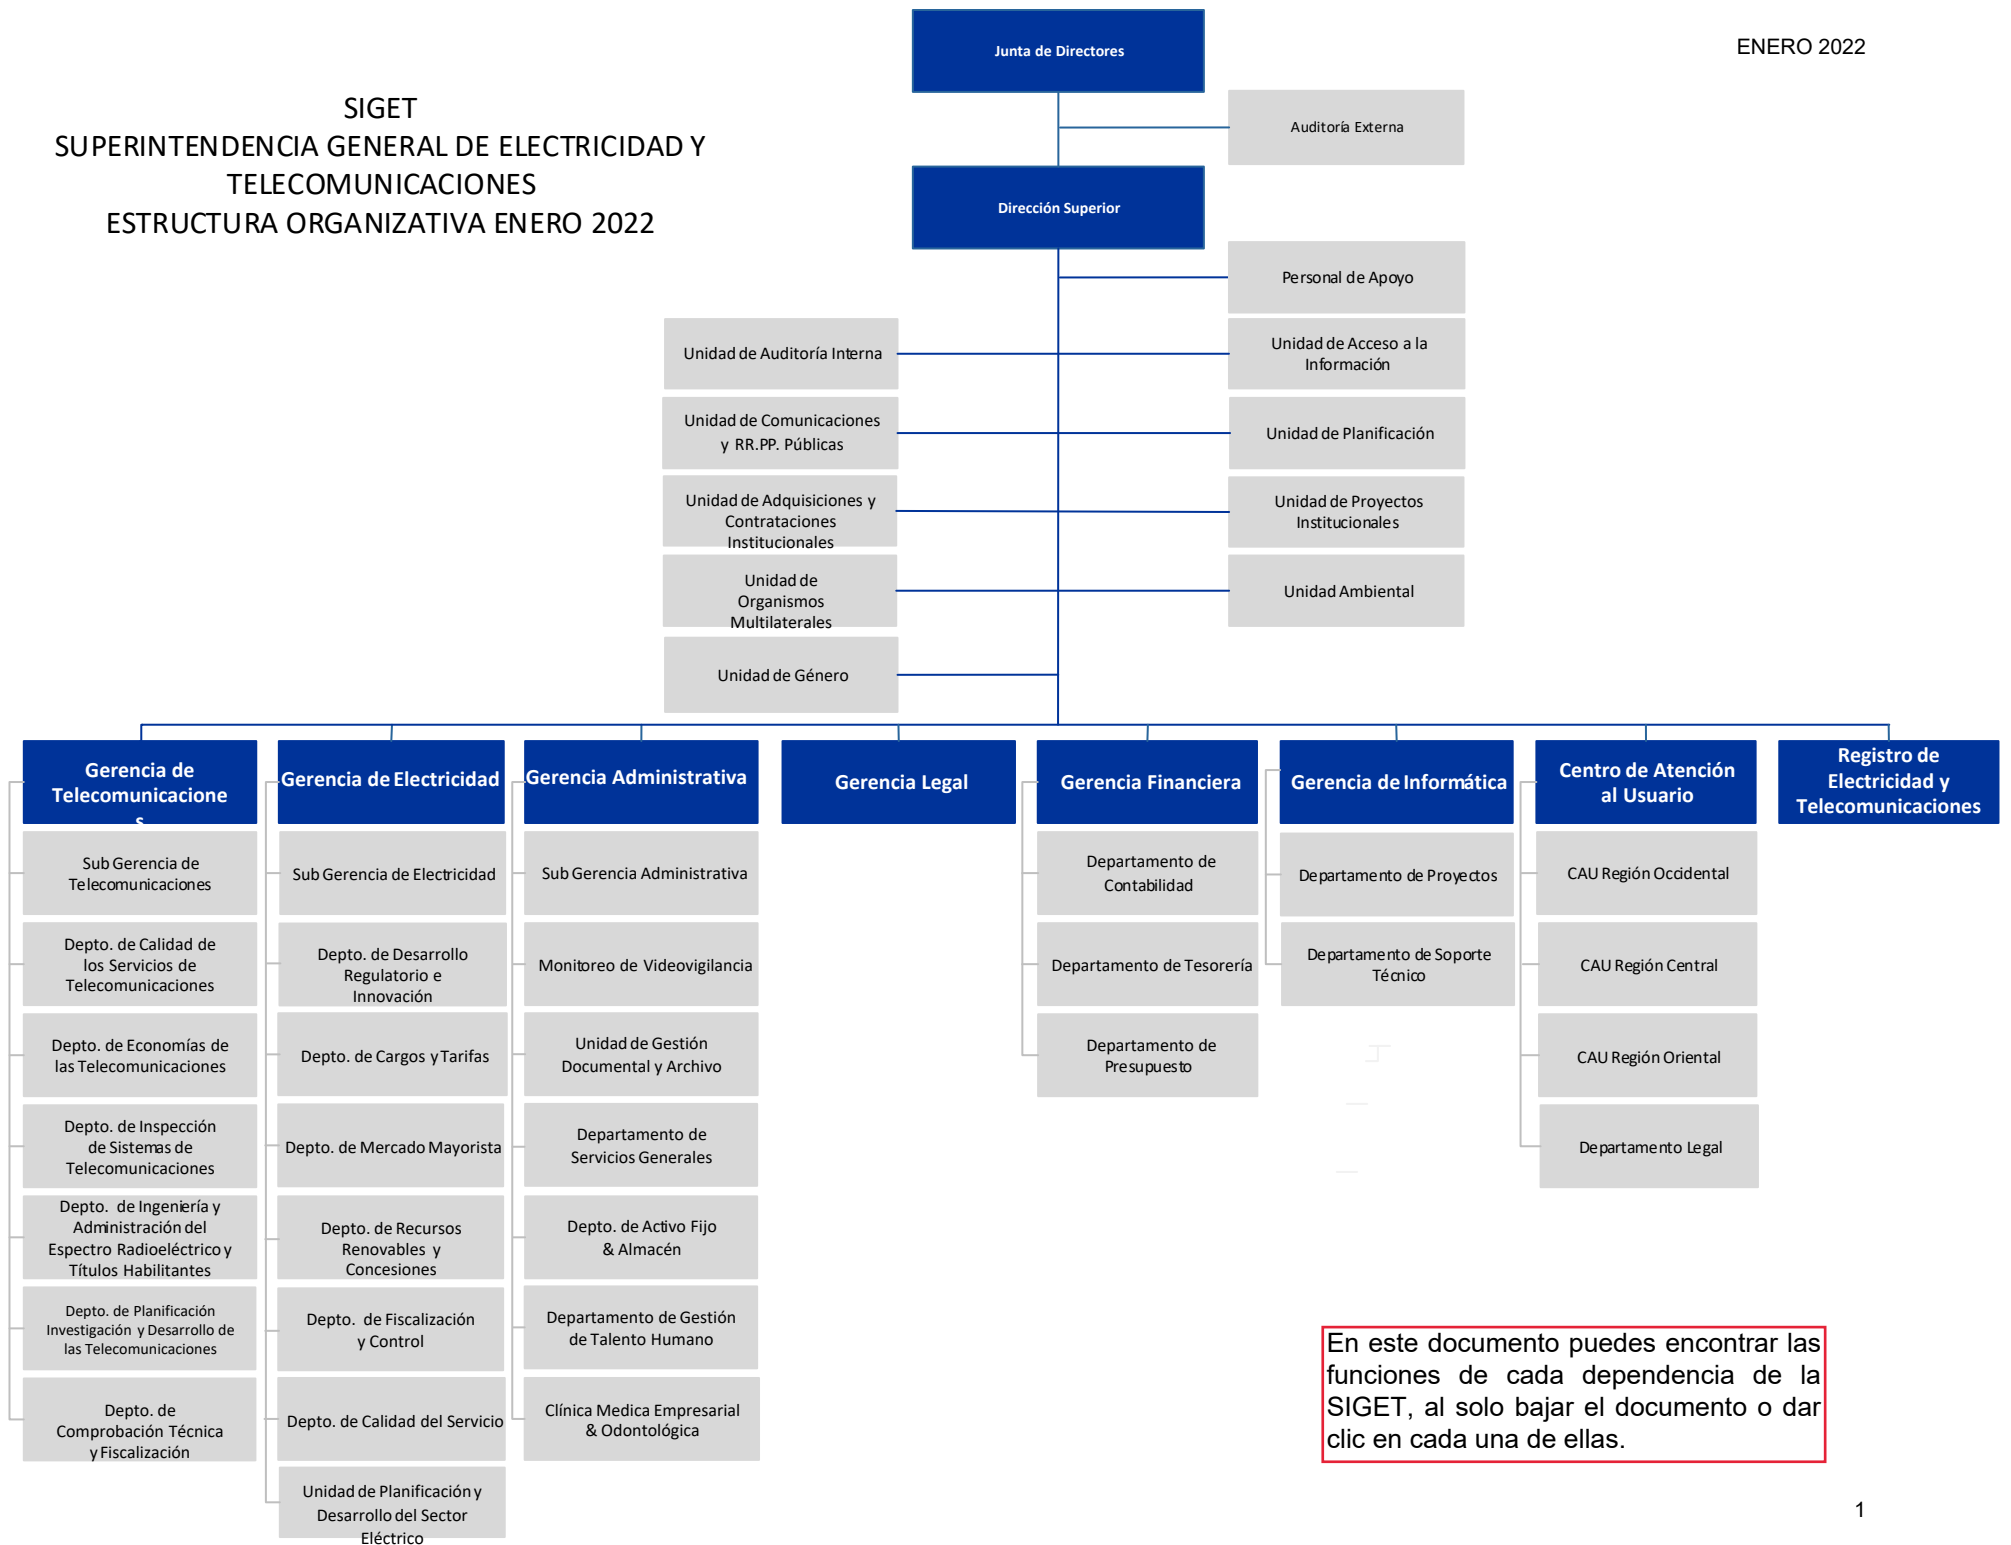 Junta de Directores
ENERO 2022
SIGET
SUPERINTENDENCIA GENERAL DE ELECTRICIDAD Y
TELECOMUNICACIONES
ESTRUCTURA ORGANIZATIVA ENERO 2022
Auditoría Externa
Dirección Superior
Personal de Apoyo
Unidad de Auditoría Interna
Unidad de Acceso a la
Información
Unidad de Comunicaciones
y RR.PP. Públicas
Unidad de Planificación
Unidad de Adquisiciones y
Contrataciones
Institucionales
Unidad de Proyectos
Institucionales
Unidad de
Organismos
Multilaterales
Unidad Ambiental
Unidad de Género
Gerencia de
Telecomunicacione
s
Gerencia de Electricidad
Gerencia Administrativa
Gerencia Legal
Gerencia Financiera
Gerencia de Informática
Centro de Atención
al Usuario
Registro de
Electricidad y
Telecomunicaciones
Sub Gerencia de
Telecomunicaciones
Depto. de Calidad de
los Servicios de
Telecomunicaciones
Depto. de Economías de
las Telecomunicaciones
Depto. de Inspección
de Sistemas de
Telecomunicaciones
Depto. de Ingeniería y
Administración del
Espectro Radioeléctrico y
Títulos Habilitantes
Depto. de Planificación
Investigación y Desarrollo de
las Telecomunicaciones
Depto. de
Comprobación Técnica
y Fiscalización
Sub Gerencia de Electricidad
Depto. de Desarrollo
Regulatorio e
Innovación
Depto. de Cargos y Tarifas
Depto. de Mercado Mayorista
Depto. de Recursos
Renovables y
Concesiones
Depto. de Fiscalización
y Control
Depto. de Calidad del Servicio
Unidad de Planificación y
Desarrollo del Sector
Eléctrico
Sub Gerencia Administrativa
Monitoreo de Videovigilancia
Unidad de Gestión
Documental y Archivo
Departamento de
Servicios Generales
Depto. de Activo Fijo
& Almacén
Departamento de Gestión
de Talento Humano
Clínica Medica Empresarial
& Odontológica
Departamento de
Contabilidad
Departamento de Tesorería
Departamento de
Presupuesto
Departamento de Proyectos
Departamento de Soporte
Técnico
CAU Región Occidental
CAU Región Central
CAU Región Oriental
Departamento Legal
En este documento puedes encontrar las
funciones de cada dependencia de la
SIGET, al solo bajar el documento o dar
clic en cada una de ellas.
1